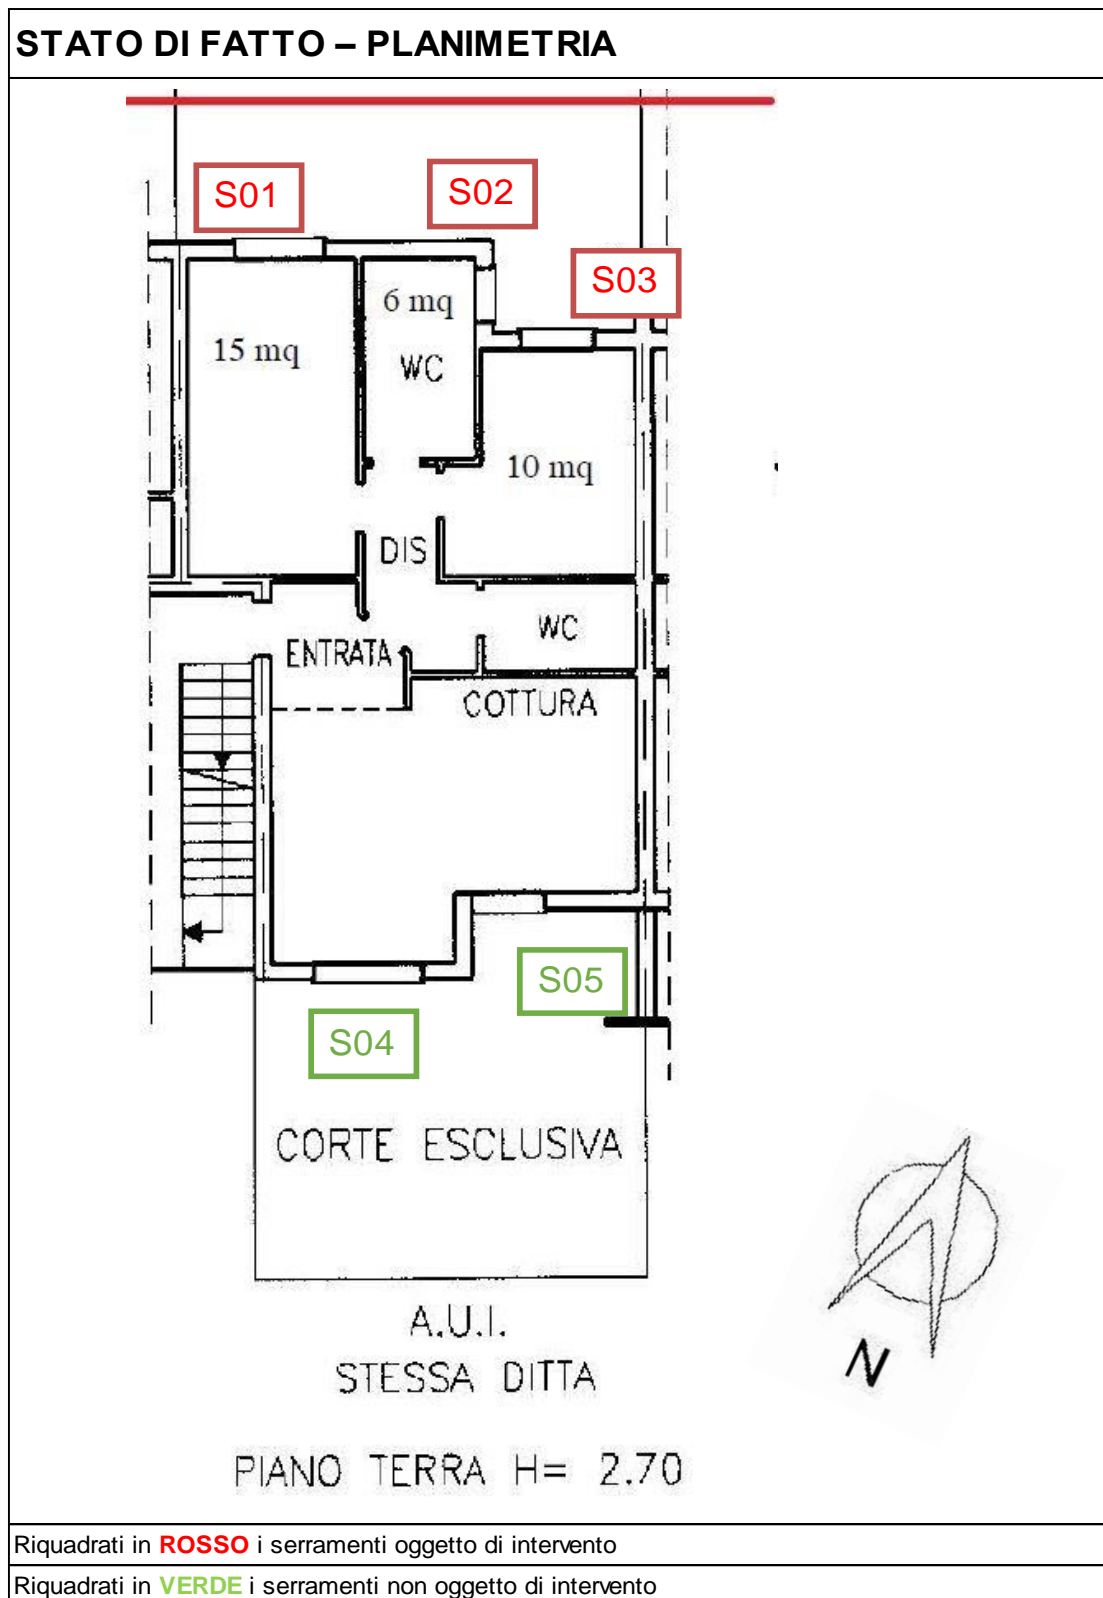 STATO DI FATTO – PLANIMETRIA
S01
S02
S03
6 mq
15 mq
WC
10 mq
DIS
WC
ENTRATA
COTTURA
S05
S04
CORTE ESCLUSIVA
N
A.U.I.
STESSA DITTA
PIANO TERRA H= 2.70
Riquadrati in ROSSO i serramenti oggetto di intervento
Riquadrati in VERDE i serramenti non oggetto di intervento